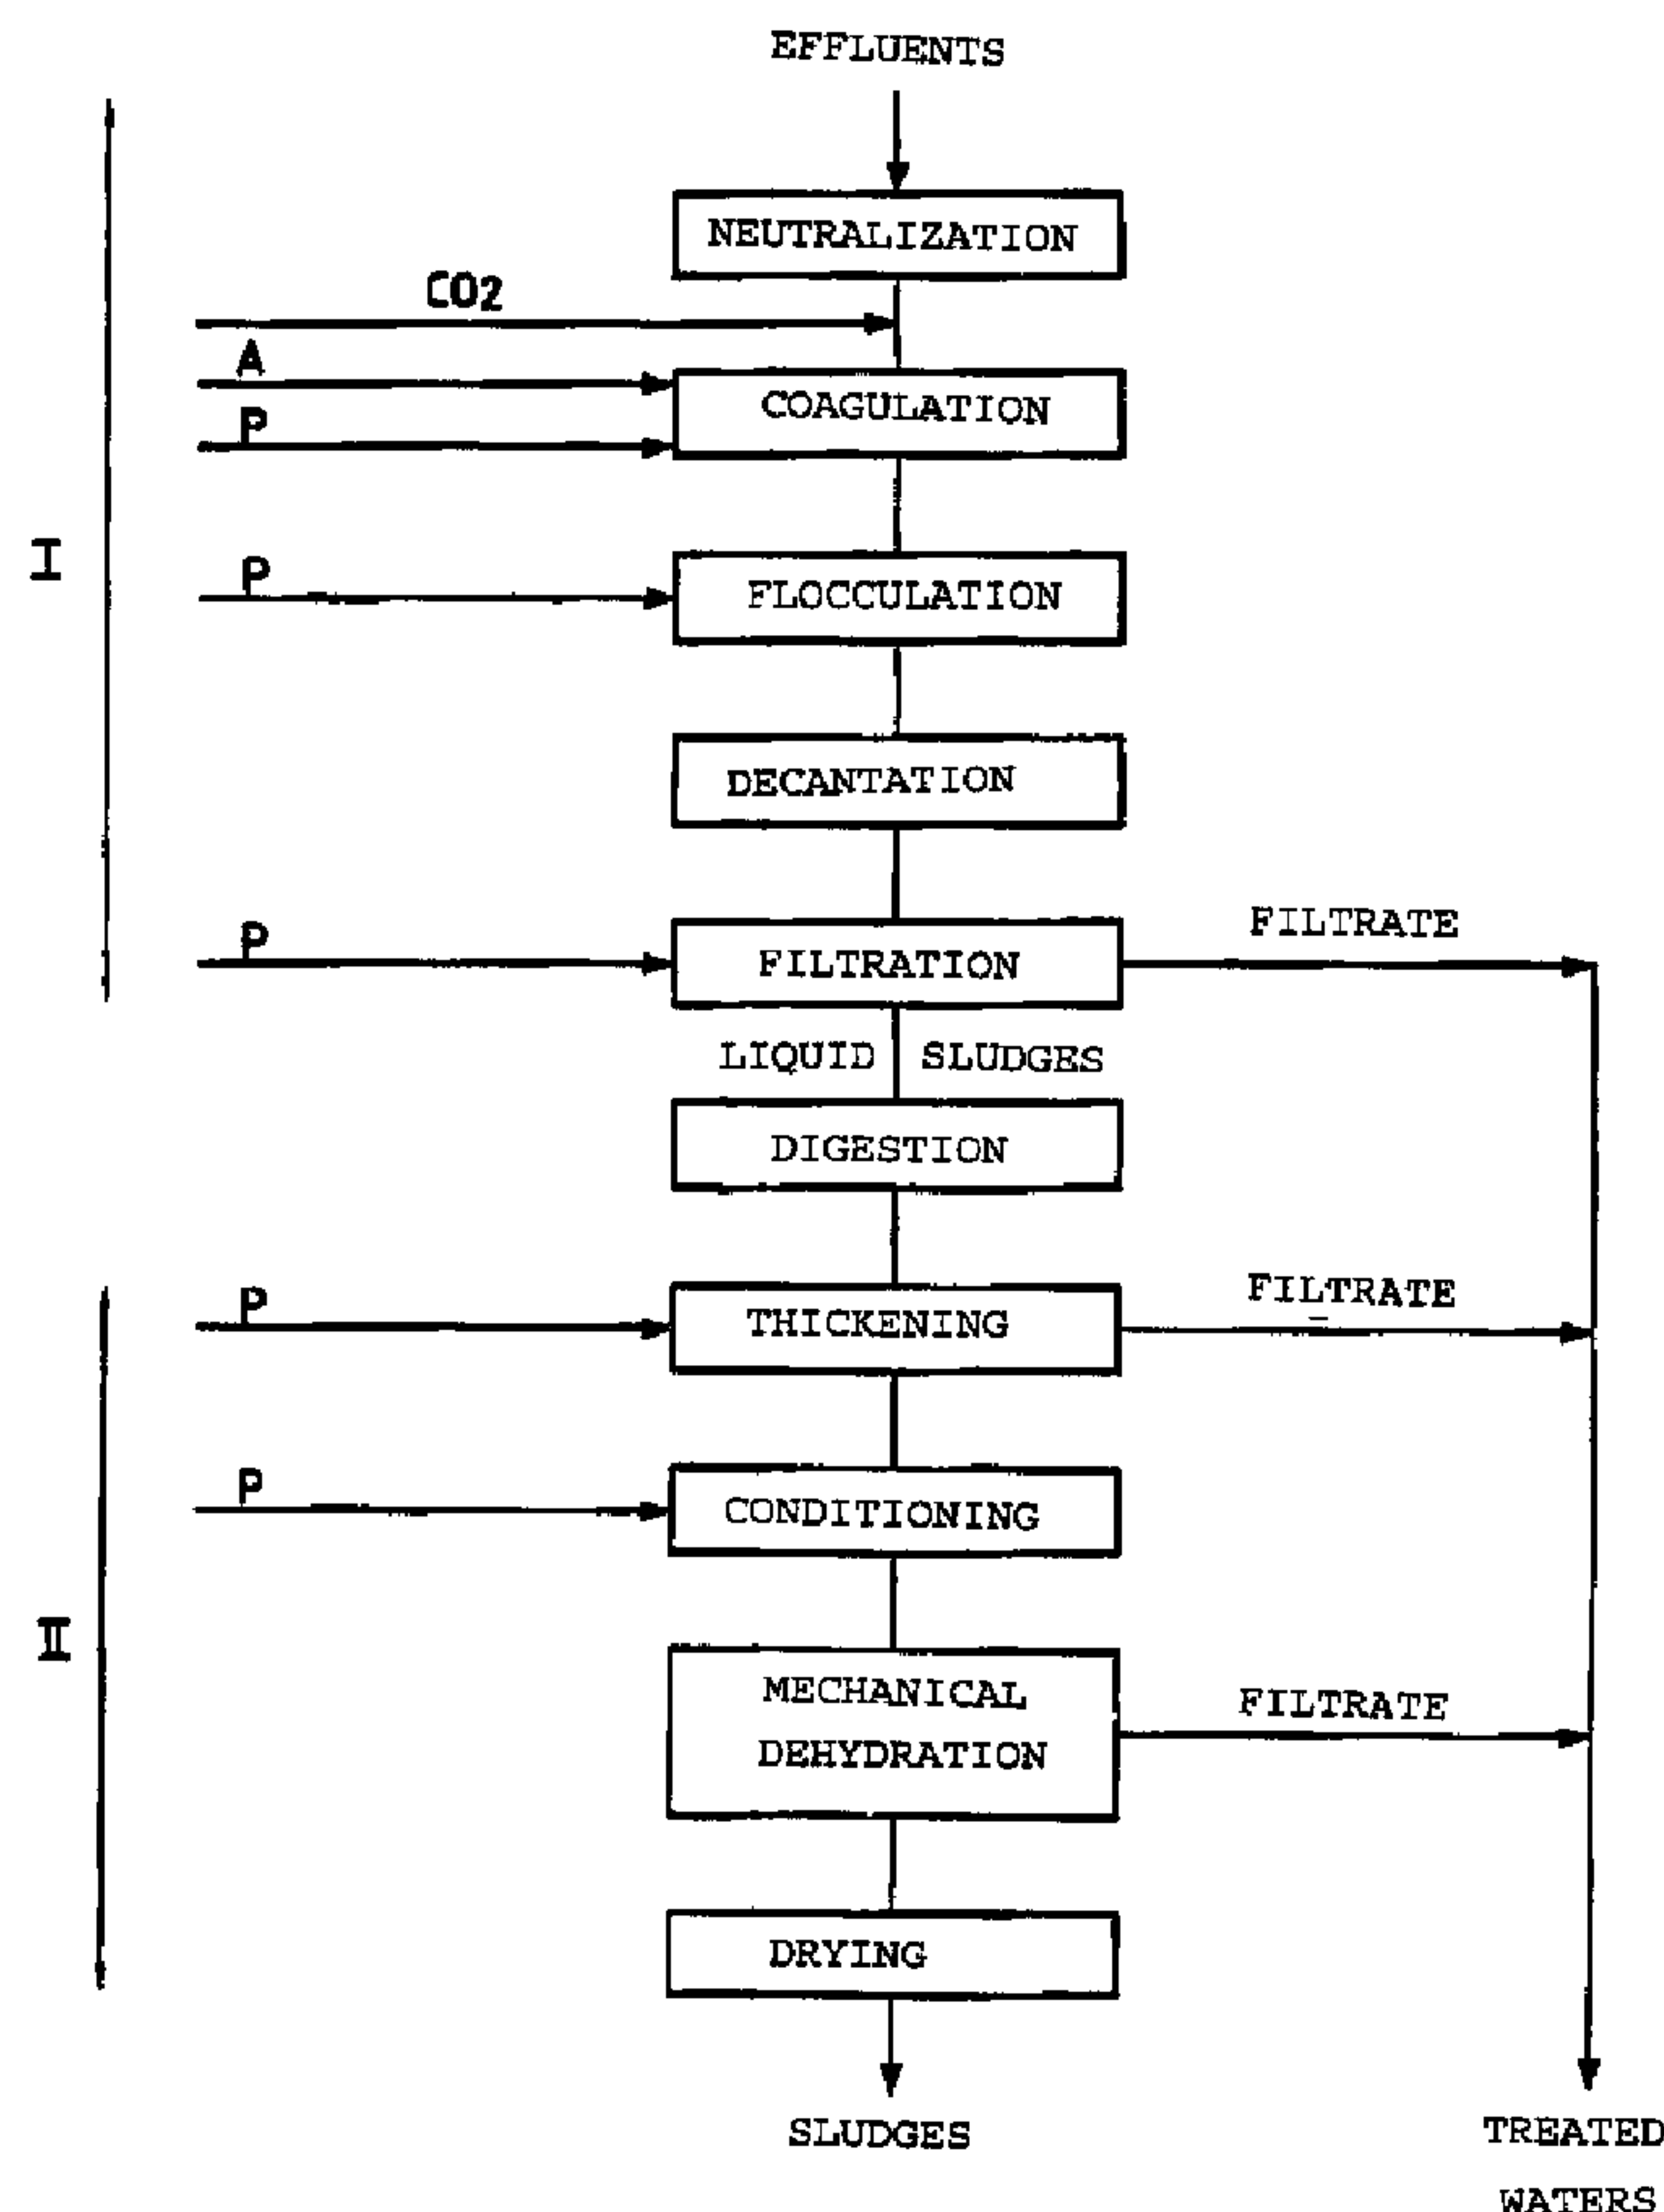 EFFLUENTS
NEUTRALIZATION
CO2
A
COAGULATION
P
I
P
FLOCCULATION
DECANTATION
P
FILTRATION
FILTRATE
LIQUID SLUDGES
DIGESTION
P
THICKENING
FILTRATE
P
CONDITIONING
II
MECHANICAL
DEHYDRATION
FILTRATE
DRYING
SLUDGES
TREATED
WATERS